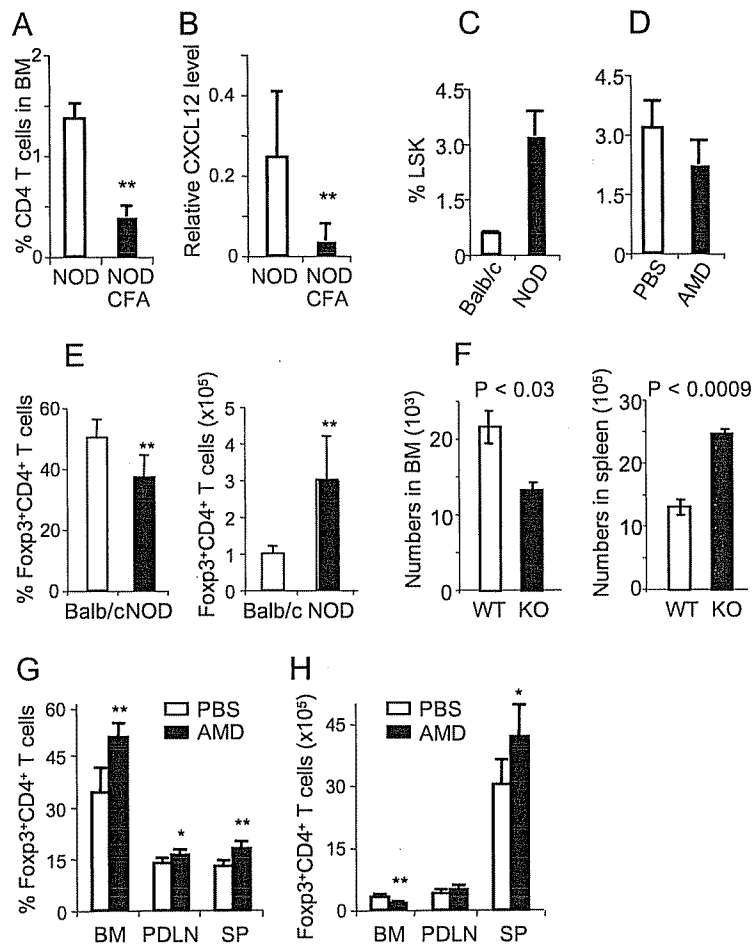 A
B
C
D
% CD4 T cells in BM
2
1
0
**
NOD
NOD
CFA
Relative CXCL12 level
0.4
0.2
0
**
NOD
NOD
CFA
% LSK
4.5
3.0
1.5
0
Balb/c
NOD
4.5
3.0
1.5
0
PBS
AMD
E
F
% Foxp3+CD4+ T cells
60
40
20
0
**
Balb/cNOD
Foxp3+CD4+ T cells (x10⁵)
5
4
3
2
1
0
**
Balb/c NOD
P < 0.03
Numbers in BM (10³)
20
10
0
WT KO
P < 0.0009
Numbers in spleen (10⁵)
30
20
10
0
WT KO
G
H
% Foxp3+CD4+ T cells
60
45
30
15
0
PBS
AMD
**
*
**
BM PDLN SP
Foxp3+CD4+ T cells (x10⁵)
45
30
15
0
PBS
AMD
**
*
BM PDLN SP